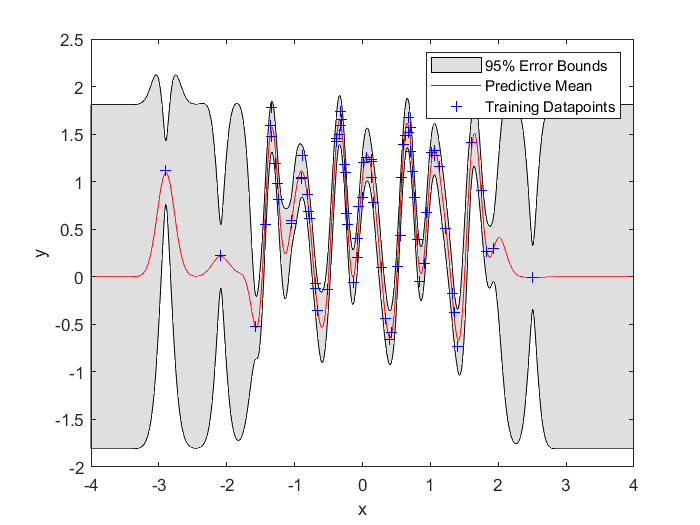 2.5
2
1.5
1
0.5
0
-0.5
-1
-1.5
-2
y
95% Error Bounds
Predictive Mean
Training Datapoints
-4 -3 -2 -1 0 1 2 3 4
x